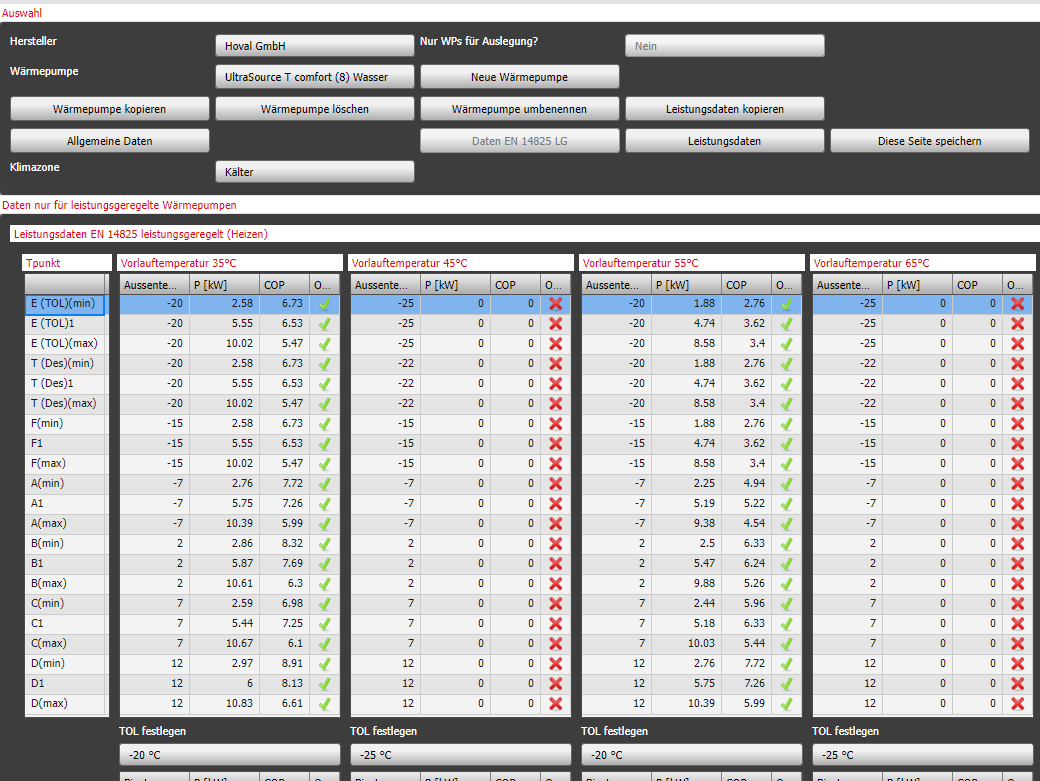 Auswahl
Hersteller Hoval GmbH Nur WPs für Auslegung? Nein
Wärmepumpe UltraSource T comfort (8) Wasser Neue Wärmepumpe
Wärmepumpe kopieren Wärmepumpe löschen Wärmepumpe umbenennen Leistungsdaten kopieren
Allgemeine Daten Daten EN 14825 LG Leistungsdaten Diese Seite speichern
Klimazone Kälter
Daten nur für leistungsgeregelte Wärmepumpen
Leistungsdaten EN 14825 leistungsgeregelt (Heizen)
Tpunkt Vorlauftemperatur 35°C Vorlauftemperatur 45°C Vorlauftemperatur 55°C Vorlauftemperatur 65°C
Aussente... P [kW] COP O... Aussente... P [kW] COP O... Aussente... P [kW] COP O... Aussente... P [kW] COP O...
E (TOL)(min) -20 2.58 6.73 -25 0 0 -20 1.88 2.76 -25 0 0
E (TOL)1 -20 5.55 6.53 -25 0 0 -20 4.74 3.62 -25 0 0
E (TOL)(max) -20 10.02 5.47 -25 0 0 -20 8.58 3.4 -25 0 0
T (Des)(min) -20 2.58 6.73 -22 0 0 -20 1.88 2.76 -22 0 0
T (Des)1 -20 5.55 6.53 -22 0 0 -20 4.74 3.62 -22 0 0
T (Des)(max) -20 10.02 5.47 -22 0 0 -20 8.58 3.4 -22 0 0
F(min) -15 2.58 6.73 -15 0 0 -15 1.88 2.76 -15 0 0
F1 -15 5.55 6.53 -15 0 0 -15 4.74 3.62 -15 0 0
F(max) -15 10.02 5.47 -15 0 0 -15 8.58 3.4 -15 0 0
A(min) -7 2.76 7.72 -7 0 0 -7 2.25 4.94 -7 0 0
A1 -7 5.75 7.26 -7 0 0 -7 5.19 5.22 -7 0 0
A(max) -7 10.39 5.99 -7 0 0 -7 9.38 4.54 -7 0 0
B(min) 2 2.86 8.32 2 0 0 2 2.5 6.33 2 0 0
B1 2 5.87 7.69 2 0 0 2 5.47 6.24 2 0 0
B(max) 2 10.61 6.3 2 0 0 2 9.88 5.26 2 0 0
C(min) 7 2.59 6.98 7 0 0 7 2.44 5.96 7 0 0
C1 7 5.44 7.25 7 0 0 7 5.18 6.33 7 0 0
C(max) 7 10.67 6.1 7 0 0 7 10.03 5.44 7 0 0
D(min) 12 2.97 8.91 12 0 0 12 2.76 7.72 12 0 0
D1 12 6 8.13 12 0 0 12 5.75 7.26 12 0 0
D(max) 12 10.83 6.61 12 0 0 12 10.39 5.99 12 0 0
TOL festlegen TOL festlegen TOL festlegen TOL festlegen
-20 °C -25 °C -20 °C -25 °C